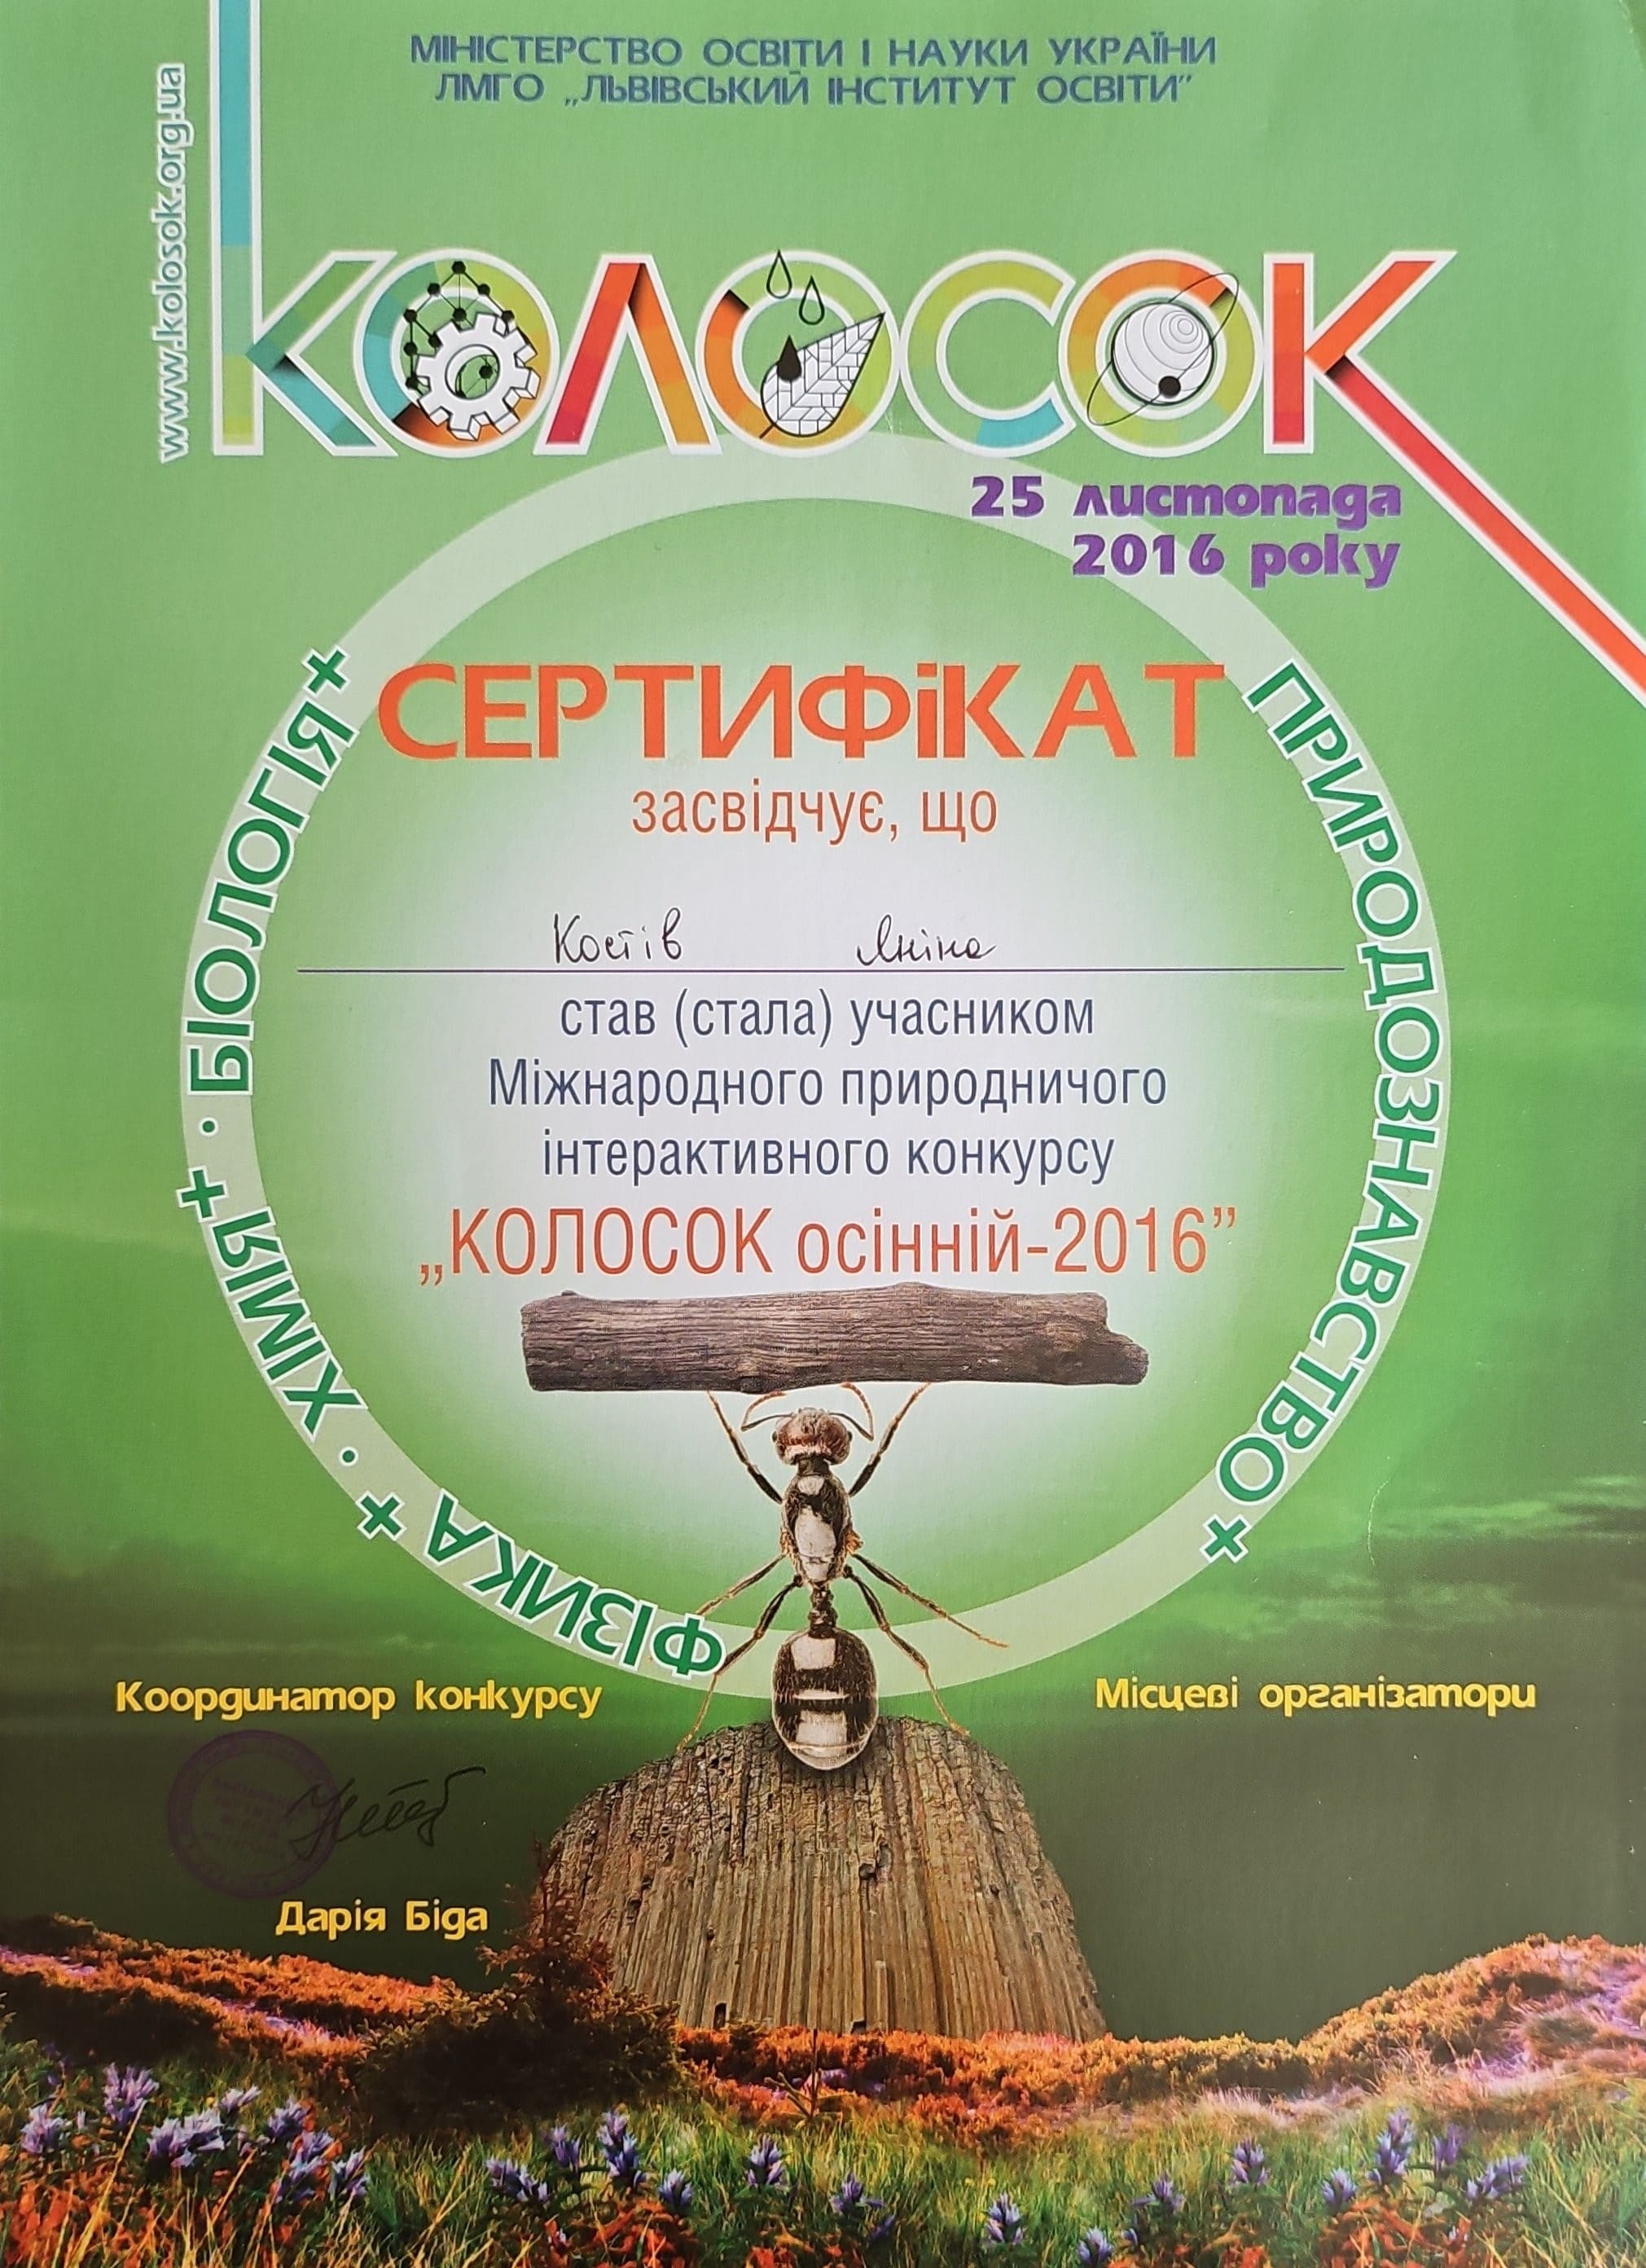 МІНІСТЕРСТВО ОСВІТИ І НАУКИ УКРАЇНИ
ЛМГО „ЛЬВІВСЬКИЙ ІНСТИТУТ ОСВІТИ”
www.kolosok.org.ua
КОЛОСОК
25 листопада
2016 року
СЕРТИФіКАТ
засвідчує, що
Костів Яніна
став (стала) учасником
Міжнародного природничого
інтерактивного конкурсу
„КОЛОСОК осінній-2016”
ФІЗИКА+ · ХІМІЯ+ · БІОЛОГІЯ+
ПРИРОДОЗНАВСТВО+
Координатор конкурсу
Місцеві організатори
Дарія Біда